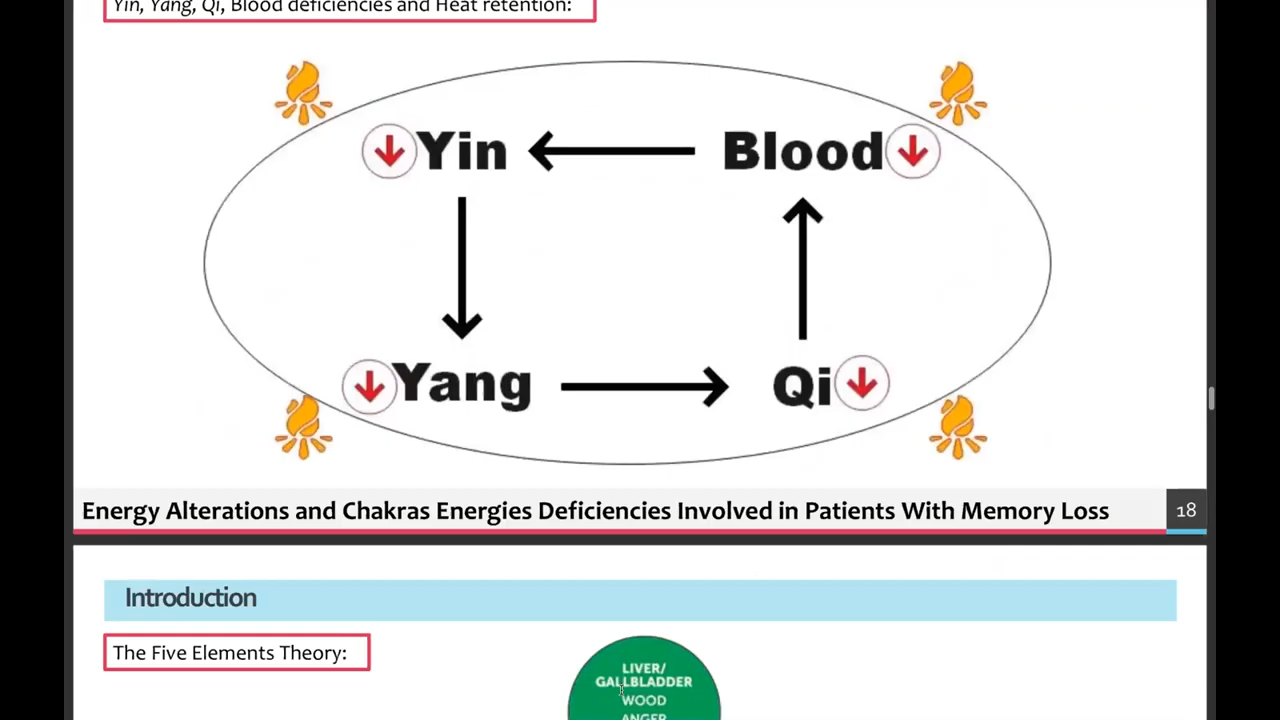 Yin, Yang, Qi, Blood deficiencies and Heat retention:
Yin Blood
Yang Qi
Energy Alterations and Chakras Energies Deficiencies Involved in Patients With Memory Loss 18
Introduction
The Five Elements Theory:
LIVER/
GALLBLADDER
WOOD
ANGER